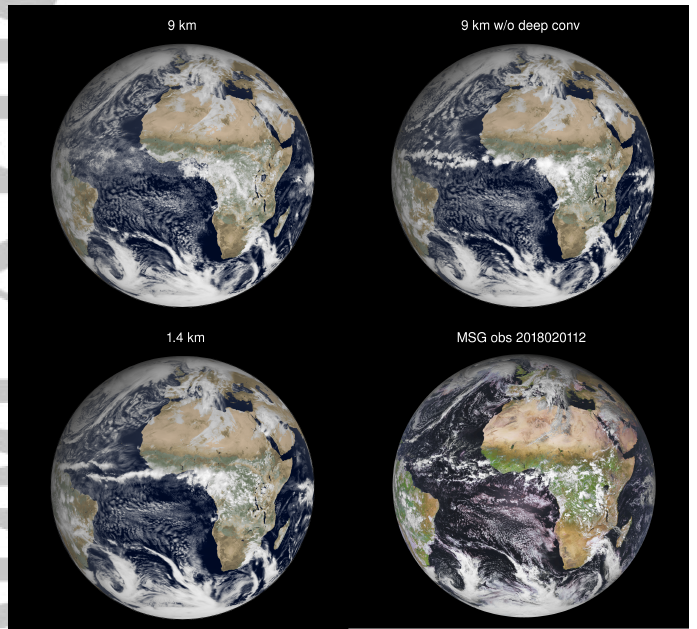 9 km
9 km w/o deep conv
1.4 km
MSG obs 2018020112